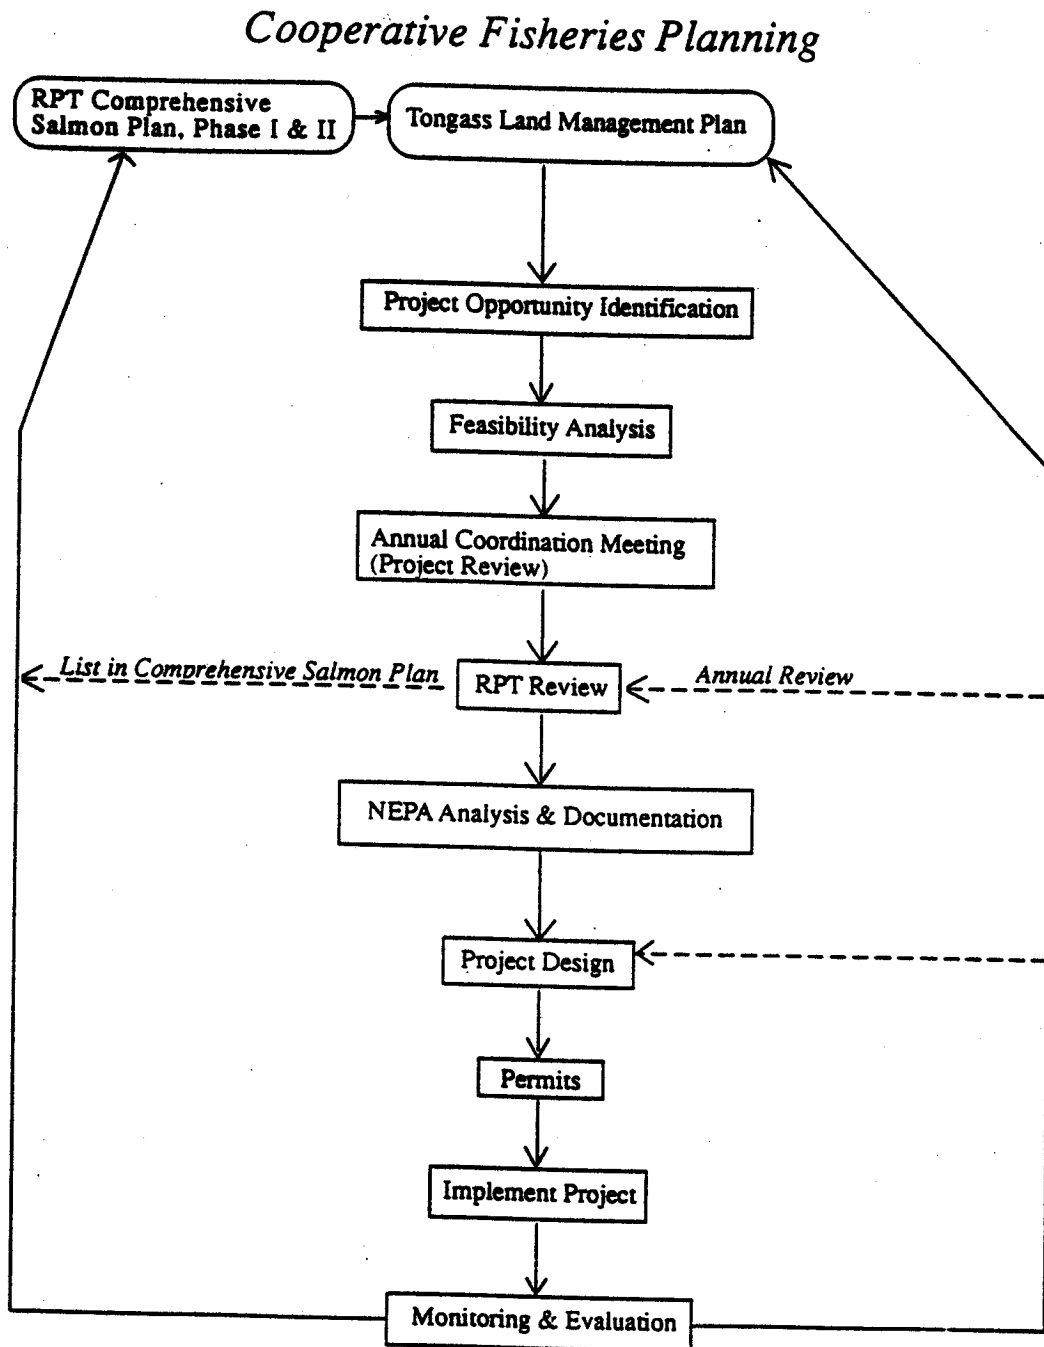 Cooperative Fisheries Planning
RPT Comprehensive
Salmon Plan, Phase I & II
Tongass Land Management Plan
Project Opportunity Identification
Feasibility Analysis
Annual Coordination Meeting
(Project Review)
List in Comprehensive Salmon Plan
RPT Review
Annual Review
NEPA Analysis & Documentation
Project Design
Permits
Implement Project
Monitoring & Evaluation